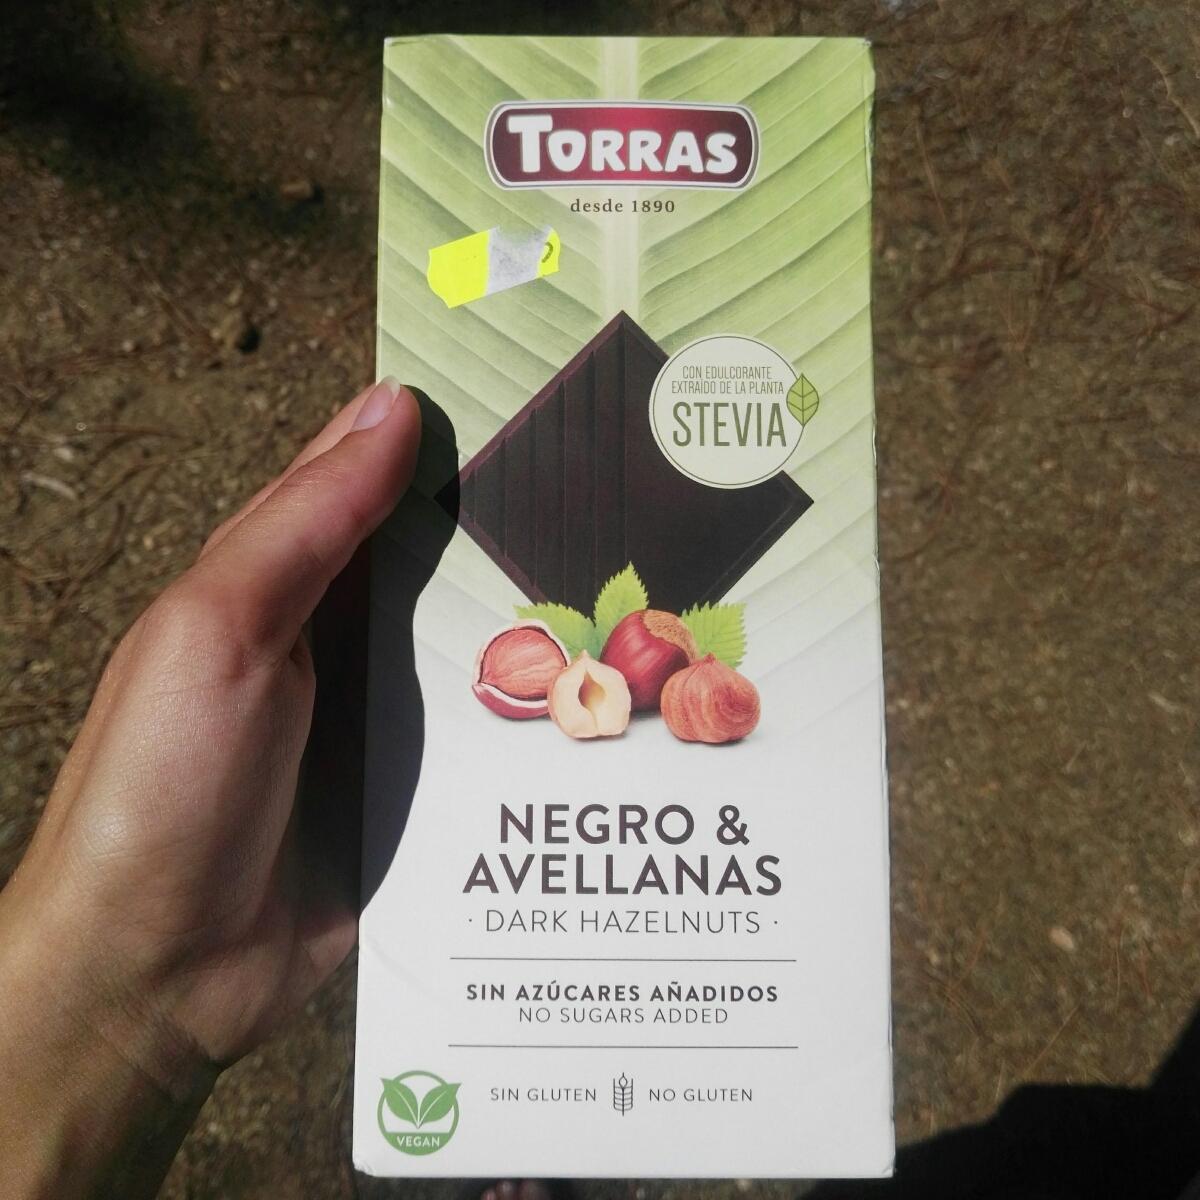 TORRAS
desde 1890
CON EDULCORANTE
EXTRAÍDO DE LA PLANTA
STEVIA
NEGRO &
AVELLANAS
· DARK HAZELNUTS ·
SIN AZÚCARES AÑADIDOS
NO SUGARS ADDED
SIN GLUTEN NO GLUTEN
VEGAN